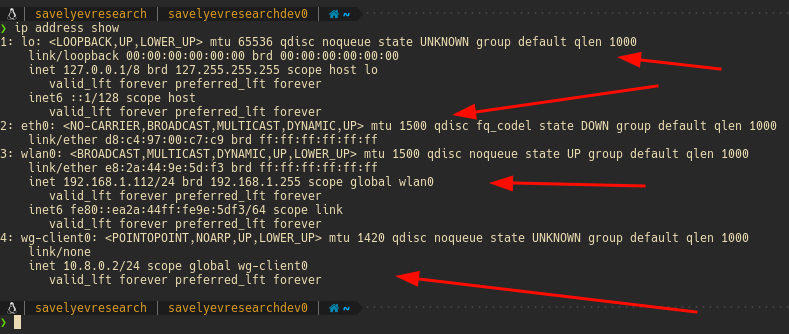 savelyevresearch | savelyevresearchdev0 | ~
❯ ip address show
1: lo: <LOOPBACK,UP,LOWER_UP> mtu 65536 qdisc noqueue state UNKNOWN group default qlen 1000
link/loopback 00:00:00:00:00:00 brd 00:00:00:00:00:00
inet 127.0.0.1/8 brd 127.255.255.255 scope host lo
valid_lft forever preferred_lft forever
inet6 ::1/128 scope host
valid_lft forever preferred_lft forever
2: eth0: <NO-CARRIER,BROADCAST,MULTICAST,DYNAMIC,UP> mtu 1500 qdisc fq_codel state DOWN group default qlen 1000
link/ether d8:c4:97:00:c7:c9 brd ff:ff:ff:ff:ff:ff
3: wlan0: <BROADCAST,MULTICAST,DYNAMIC,UP,LOWER_UP> mtu 1500 qdisc noqueue state UP group default qlen 1000
link/ether e8:2a:44:9e:5d:f3 brd ff:ff:ff:ff:ff:ff
inet 192.168.1.112/24 brd 192.168.1.255 scope global wlan0
valid_lft forever preferred_lft forever
inet6 fe80::ea2a:44ff:fe9e:5df3/64 scope link
valid_lft forever preferred_lft forever
4: wg-client0: <POINTOPOINT,NOARP,UP,LOWER_UP> mtu 1420 qdisc noqueue state UNKNOWN group default qlen 1000
link/none
inet 10.8.0.2/24 scope global wg-client0
valid_lft forever preferred_lft forever
savelyevresearch | savelyevresearchdev0 | ~
❯